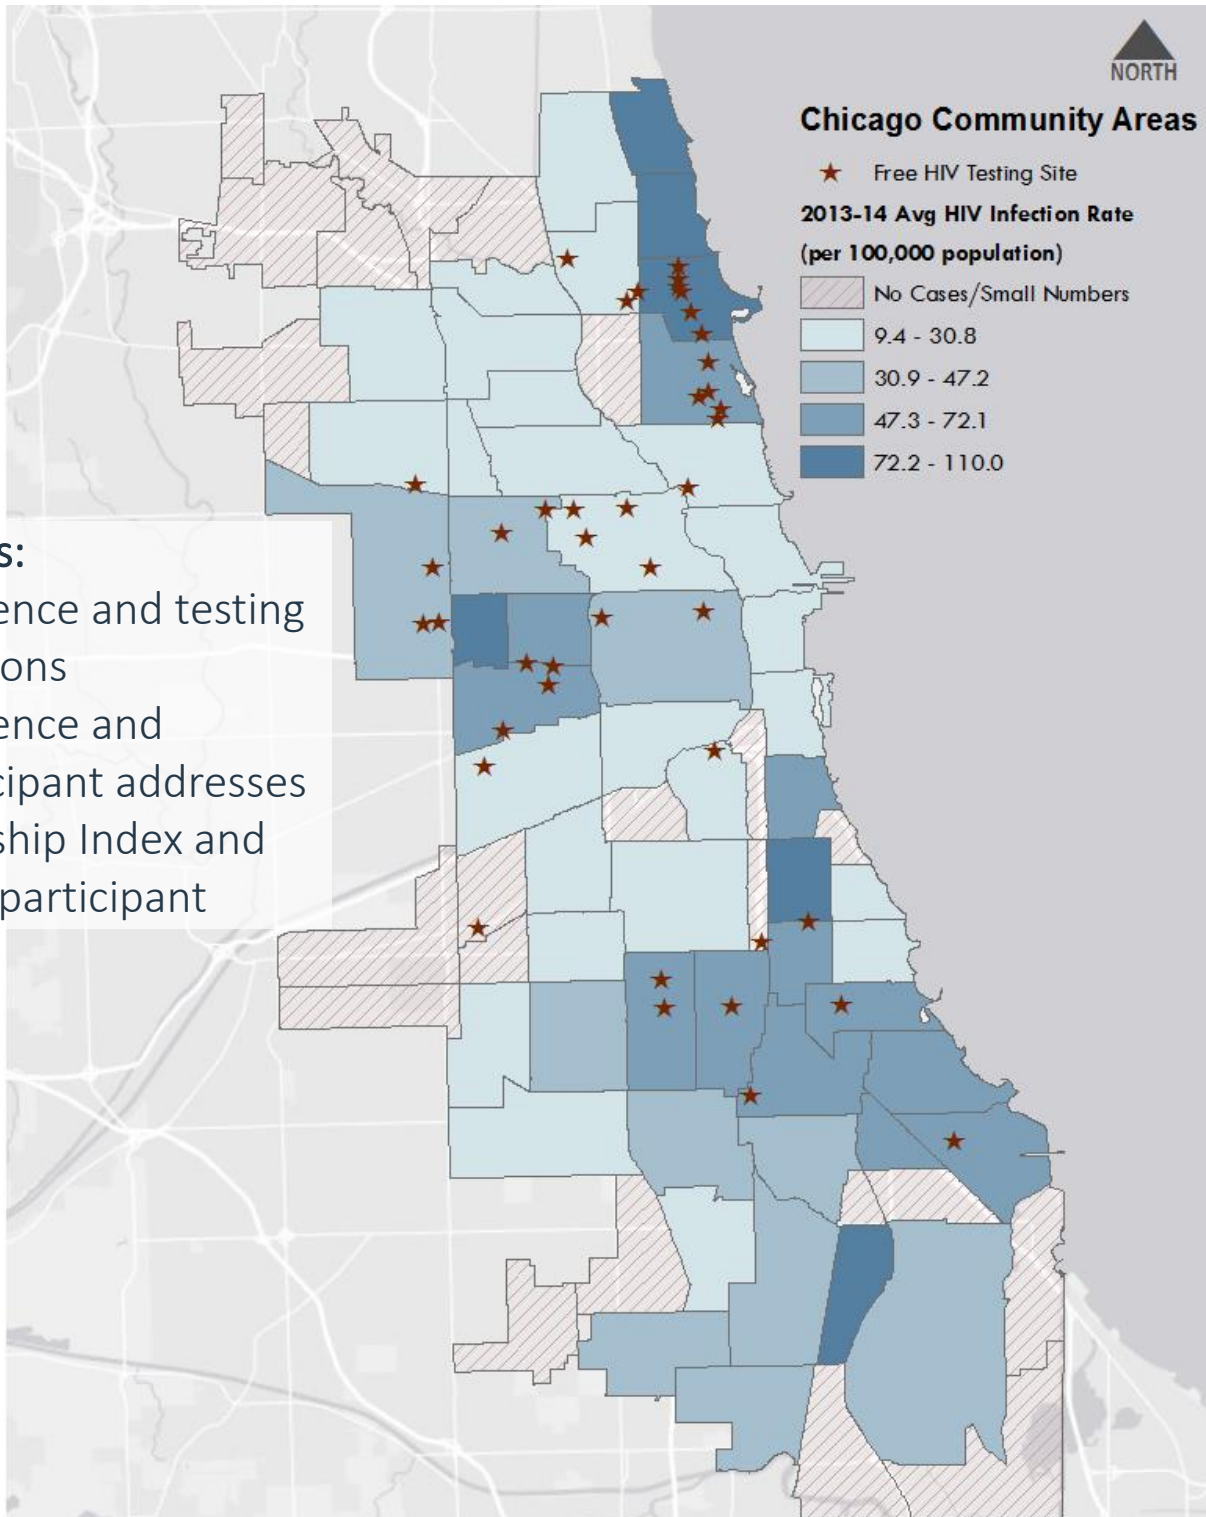 NORTH
Chicago Community Areas
Free HIV Testing Site
2013-14 Avg HIV Infection Rate
(per 100,000 population)
No Cases/Small Numbers
9.4 - 30.8
30.9 - 47.2
47.3 - 72.1
72.2 - 110.0
s:
ence and testing
ons
ence and
cipant addresses
ship Index and
participant